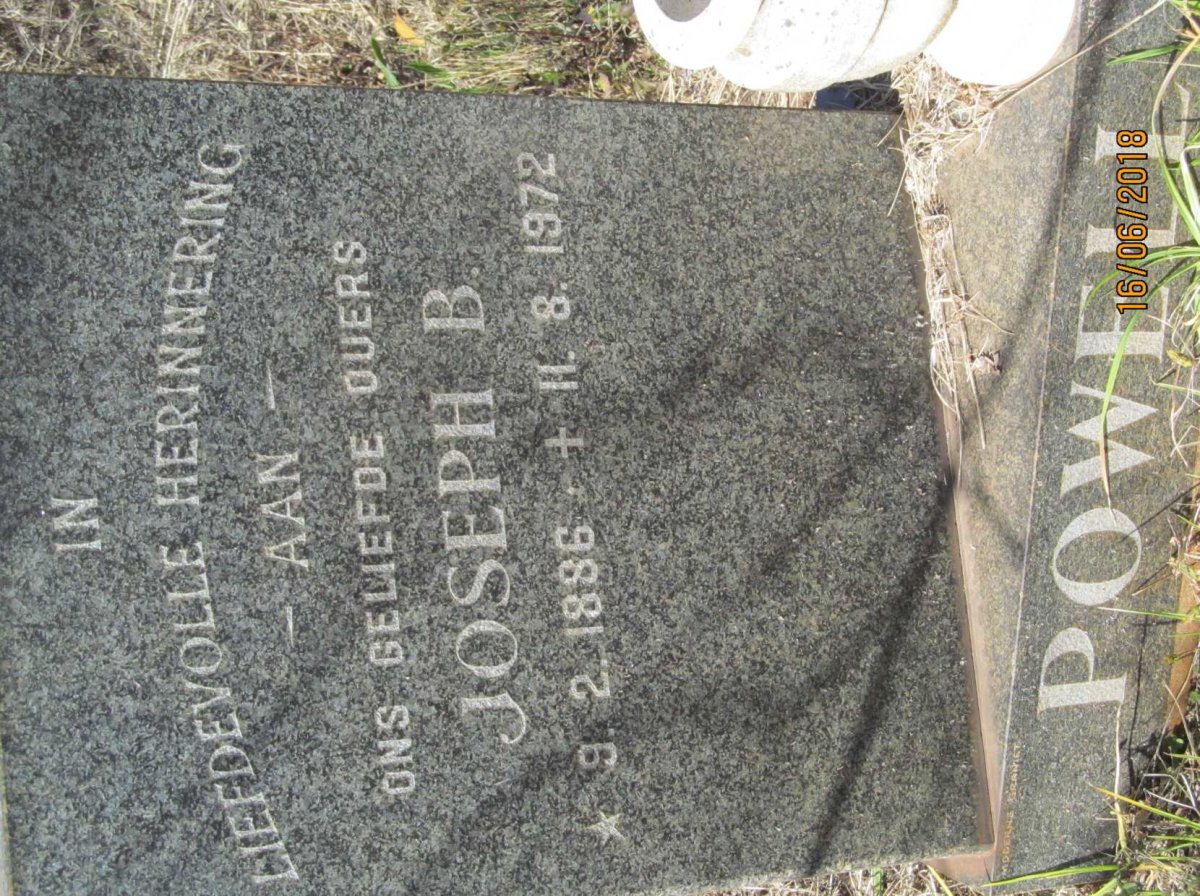 IN
LIEFDEVOLLE HERINNERING
— AAN —
ONS GELIEFDE OUERS
JOSEPH B.
* 9. 2. 1886. + 11. 8. 1972
POWELL
16/06/2018